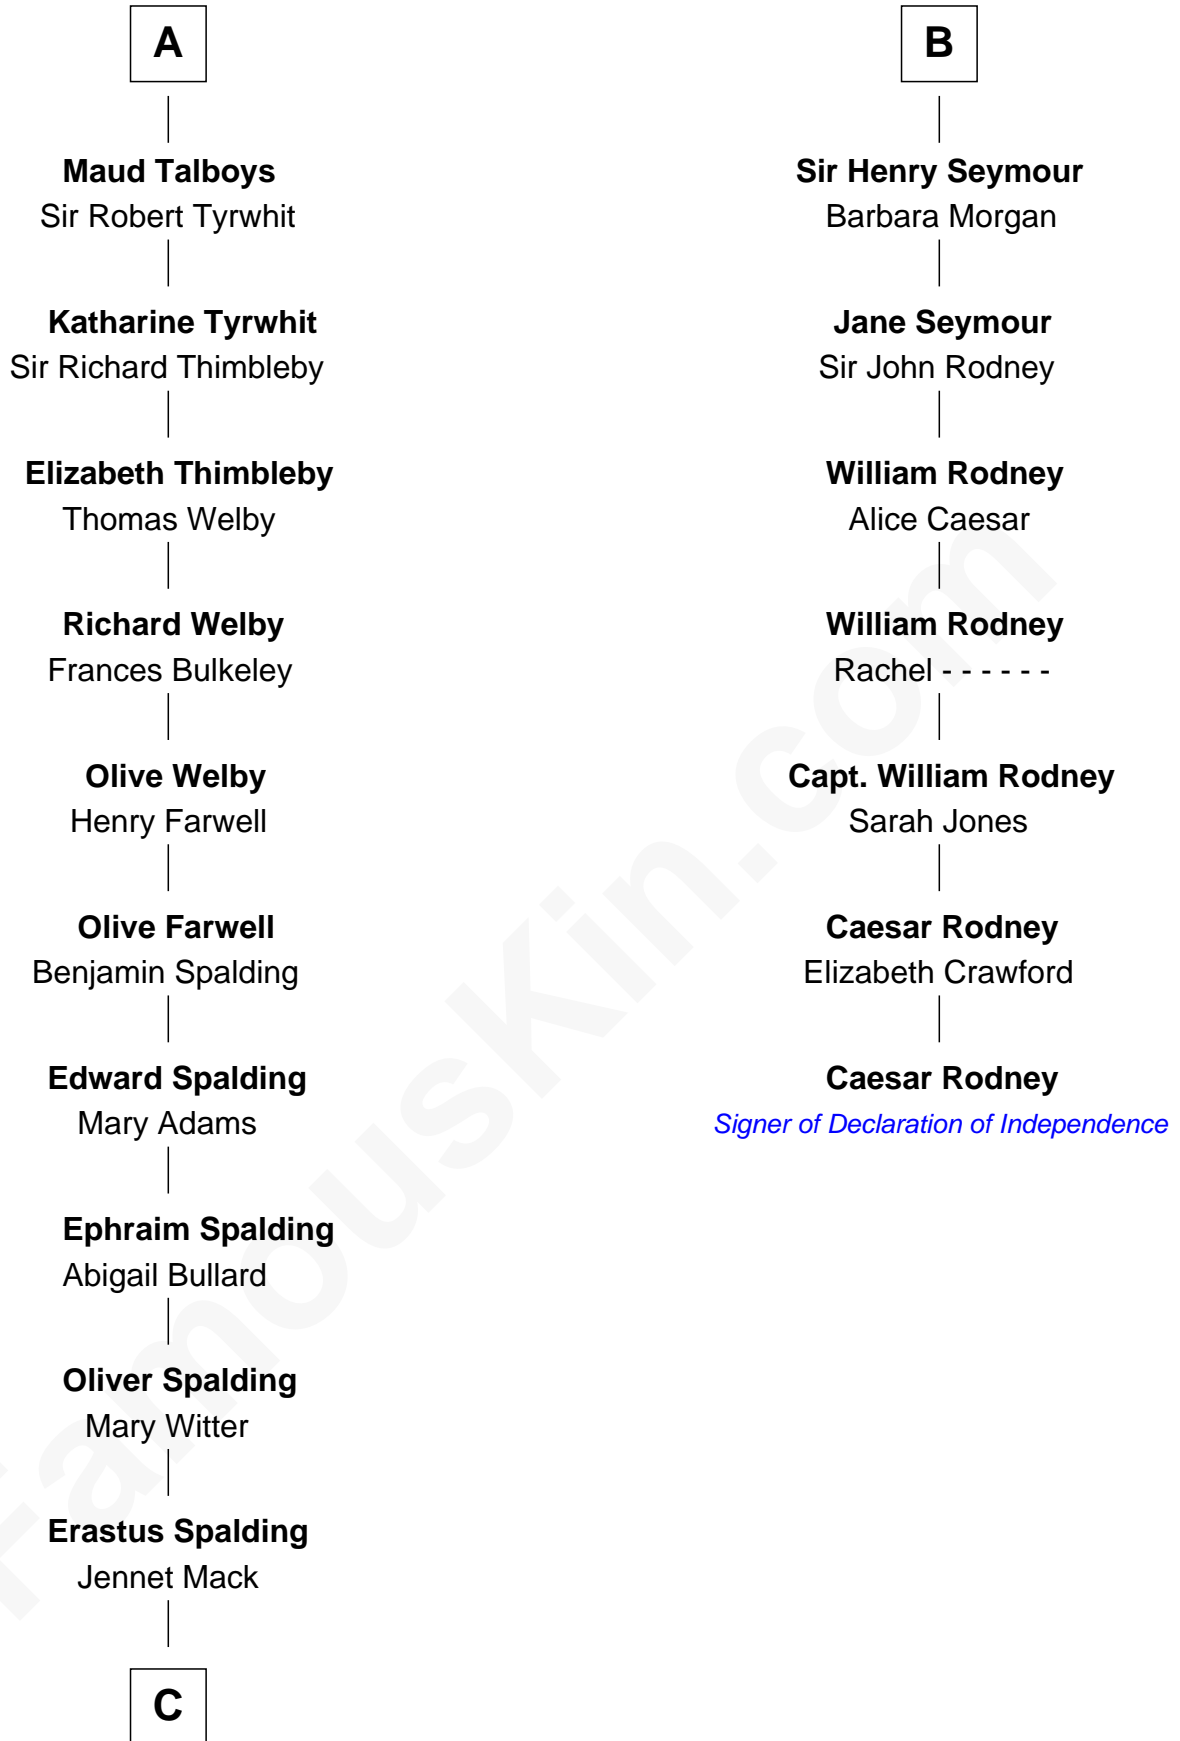 A
Maud Talboys
Sir Robert Tyrwhit
Katharine Tyrwhit
Sir Richard Thimbleby
Elizabeth Thimbleby
Thomas Welby
Richard Welby
Frances Bulkeley
Olive Welby
Henry Farwell
Olive Farwell
Benjamin Spalding
Edward Spalding
Mary Adams
Ephraim Spalding
Abigail Bullard
Oliver Spalding
Mary Witter
Erastus Spalding
Jennet Mack
C
B
Sir Henry Seymour
Barbara Morgan
Jane Seymour
Sir John Rodney
William Rodney
Alice Caesar
William Rodney
Rachel - - - - - -
Capt. William Rodney
Sarah Jones
Caesar Rodney
Elizabeth Crawford
Caesar Rodney
Signer of Declaration of Independence
FamousKin.com